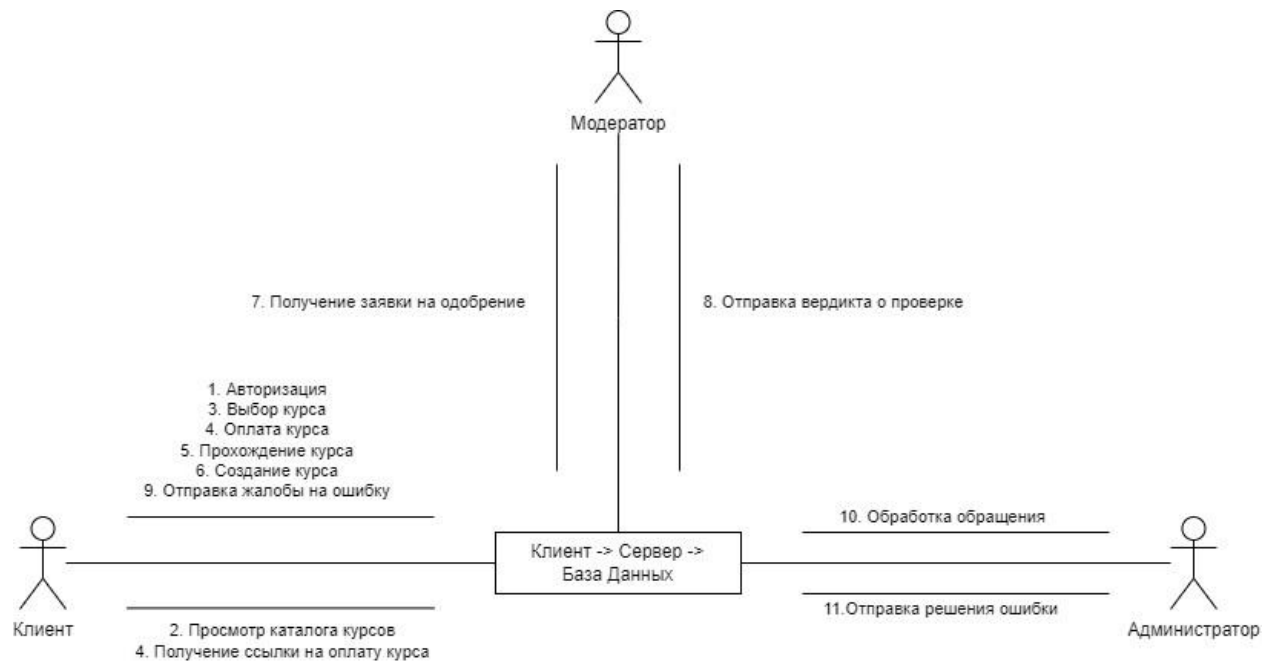 Модератор
7. Получение заявки на одобрение
8. Отправка вердикта о проверке
1. Авторизация
3. Выбор курса
4. Оплата курса
5. Прохождение курса
6. Создание курса
9. Отправка жалобы на ошибку
10. Обработка обращения
Клиент -> Сервер ->
База Данных
11.Отправка решения ошибки
Клиент
2. Просмотр каталога курсов
4. Получение ссылки на оплату курса
Администратор